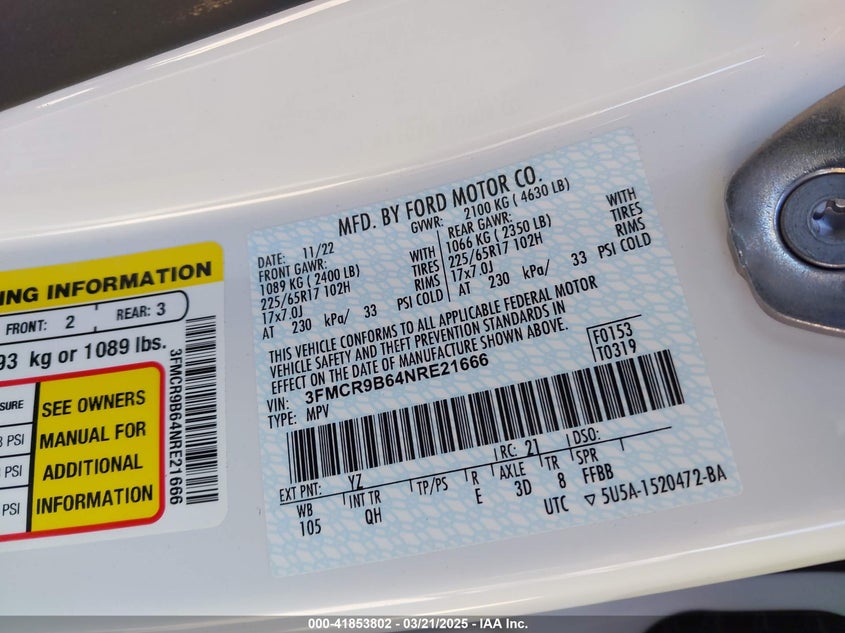 NG INFORMATION
FRONT: 2 REAR: 3
93 kg or 1089 lbs.
SEE OWNERS
MANUAL FOR
ADDITIONAL
INFORMATION
PSI
PSI
PSI
3FMCR9B64NRE21666
MFD. BY FORD MOTOR CO.
DATE: 11/22 GVWR: 2100 KG ( 4630 LB)
FRONT GAWR: REAR GAWR:
1089 KG ( 2400 LB) WITH 1066 KG ( 2350 LB) WITH
225/65R17 102H TIRES 225/65R17 102H TIRES
17x7.0J RIMS 17x7.0J RIMS
AT 230 kPa/ 33 PSI COLD AT 230 kPa/ 33 PSI COLD
THIS VEHICLE CONFORMS TO ALL APPLICABLE FEDERAL MOTOR
VEHICLE SAFETY AND THEFT PREVENTION STANDARDS IN
EFFECT ON THE DATE OF MANUFACTURE SHOWN ABOVE.
VIN: 3FMCR9B64NRE21666
TYPE: MPV
F0153
T0319
EXT PNT: YZ RC: 21 DSO:
WB INT TR TP/PS R AXLE TR SPR
105 QH E 3D 8 FFBB
UTC ▽ 5U5A-1520472-BA
000-41853802 - 03/21/2025 - IAA Inc.